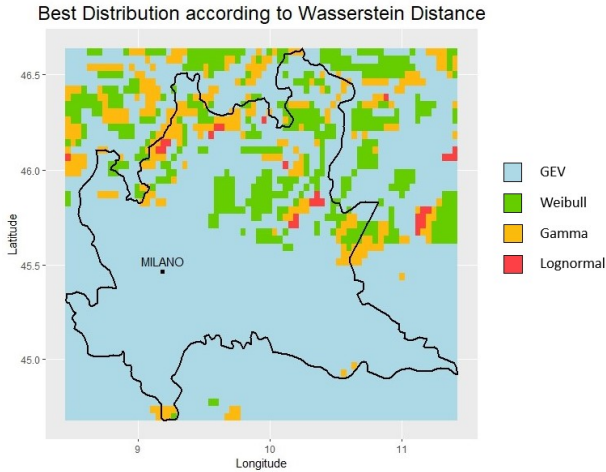 Best Distribution according to Wasserstein Distance
46.5
46.0
45.5
45.0
Latitude
MILANO
9
10
11
Longitude
GEV
Weibull
Gamma
Lognormal